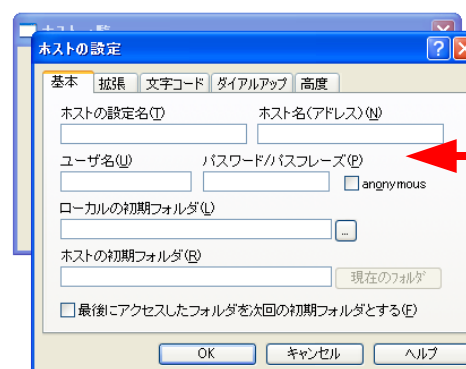 ホスト一覧
ホストの設定
基本 拡張 文字コード ダイアルアップ 高度
ホストの設定名(T) ホスト名(アドレス)(N)
ユーザ名(U) パスワード/パスフレーズ(P)
anonymous
ローカルの初期フォルダ(L)
...
ホストの初期フォルダ(R)
現在のフォルダ
最後にアクセスしたフォルダを次回の初期フォルダとする(F)
OK キャンセル ヘルプ